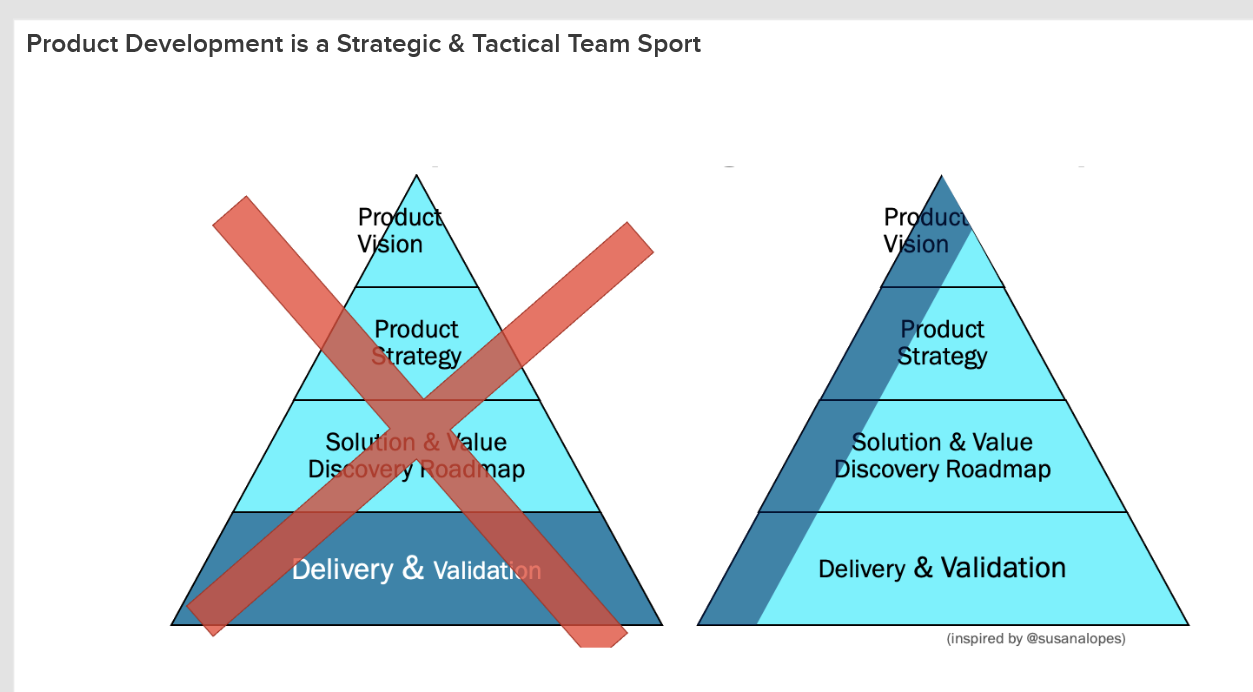 Product Development is a Strategic & Tactical Team Sport
Product
Vision
Product
Strategy
Solution & Value
Discovery Roadmap
Delivery & Validation
Product
Vision
Product
Strategy
Solution & Value
Discovery Roadmap
Delivery & Validation
(inspired by @susanalopes)